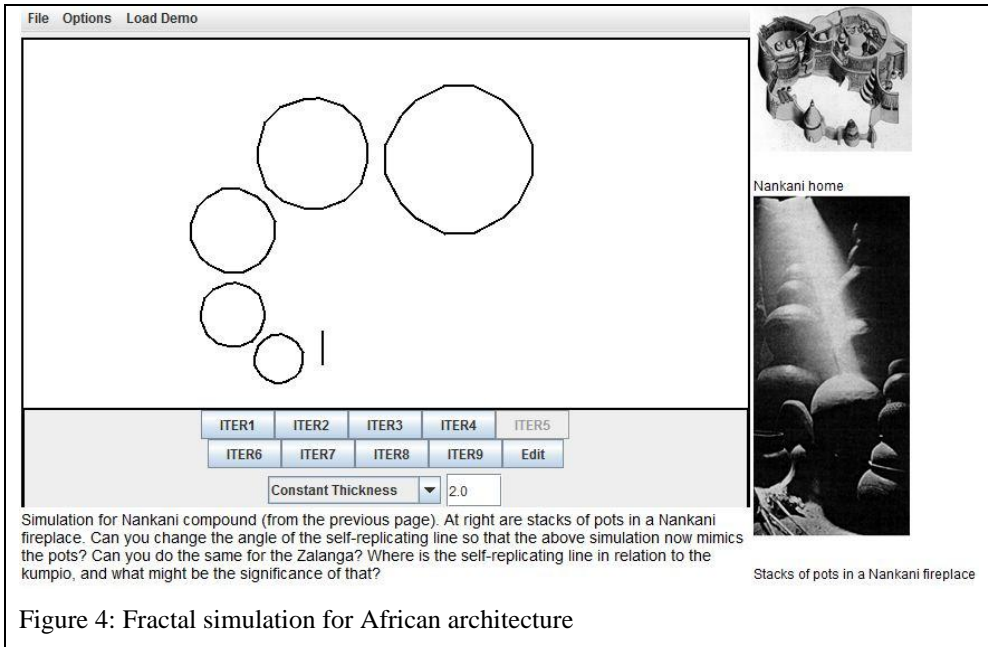 File Options Load Demo
Nankani home
ITER1 ITER2 ITER3 ITER4 ITER5
ITER6 ITER7 ITER8 ITER9 Edit
Constant Thickness 2.0
Simulation for Nankani compound (from the previous page). At right are stacks of pots in a Nankani
fireplace. Can you change the angle of the self-replicating line so that the above simulation now mimics
the pots? Can you do the same for the Zalanga? Where is the self-replicating line in relation to the
kumpio, and what might be the significance of that?
Stacks of pots in a Nankani fireplace
Figure 4: Fractal simulation for African architecture